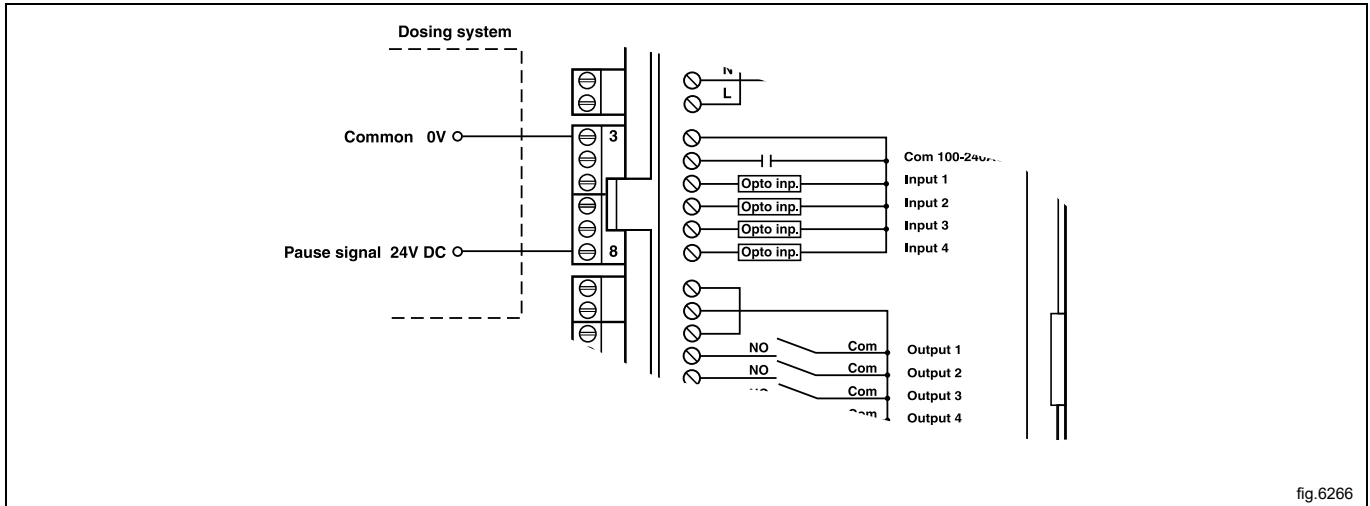 Dosing system
L
Common 0V
3
Com
Input 1
Opto inp.
Input 2
Opto inp.
Input 3
Opto inp.
Input 4
Opto inp.
Pause signal 24V DC
8
NO
Com
Output 1
NO
Com
Output 2
Com
Output 3
Output 4
fig.6266